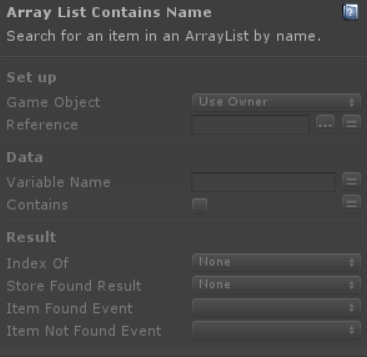 Array List Contains Name
?
Search for an item in an ArrayList by name.
Set up
Game Object Use Owner
Reference ... =
Data
Variable Name =
Contains =
Result
Index Of None
Store Found Result None
Item Found Event
Item Not Found Event